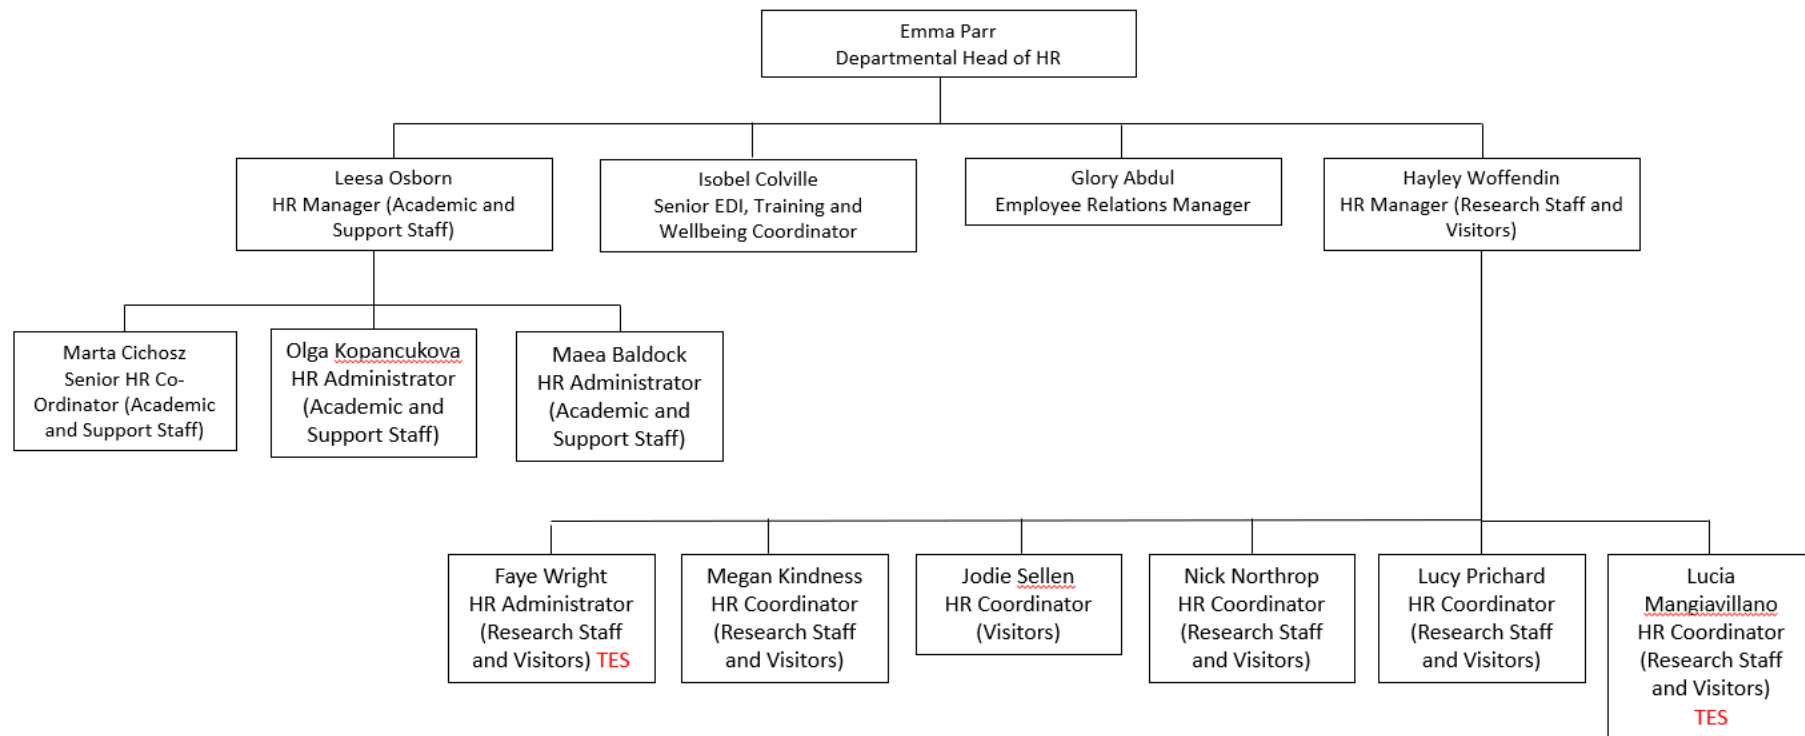 Emma Parr
Departmental Head of HR
Leesa Osborn
HR Manager (Academic and
Support Staff)
Isobel Colville
Senior EDI, Training and
Wellbeing Coordinator
Glory Abdul
Employee Relations Manager
Hayley Woffendin
HR Manager (Research Staff and
Visitors)
Marta Cichosz
Senior HR Co-
Ordinator (Academic
and Support Staff)
Olga Kopancukova
HR Administrator
(Academic and
Support Staff)
Maea Baldock
HR Administrator
(Academic and
Support Staff)
Faye Wright
HR Administrator
(Research Staff
and Visitors) TES
Megan Kindness
HR Coordinator
(Research Staff
and Visitors)
Jodie Sellen
HR Coordinator
(Visitors)
Nick Northrop
HR Coordinator
(Research Staff
and Visitors)
Lucy Prichard
HR Coordinator
(Research Staff
and Visitors)
Lucia
Mangiavillano
HR Coordinator
(Research Staff
and Visitors)
TES